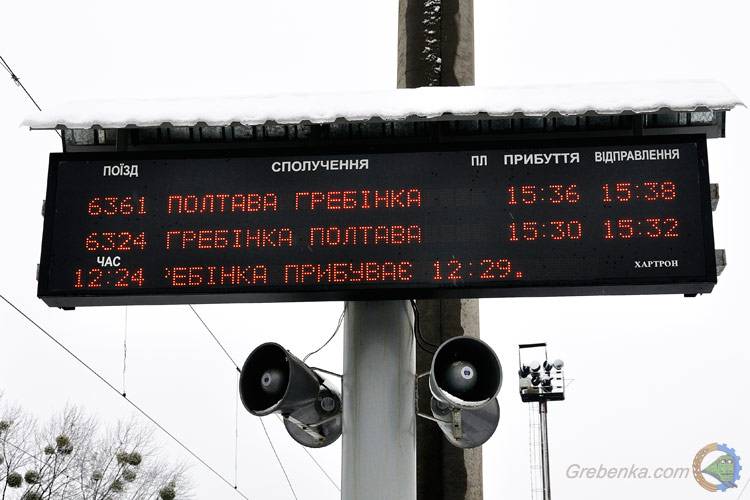 ПОЇЗД СПОЛУЧЕННЯ ПЛ ПРИБУТТЯ ВІДПРАВЛЕННЯ
6361 ПОЛТАВА ГРЕБІНКА 15:36 15:38
6324 ГРЕБІНКА ПОЛТАВА 15:30 15:32
ЧАС
12:24 ЕБІНКА ПРИБУВАЄ 12:29.
ХАРТРОН
Grebenka.com